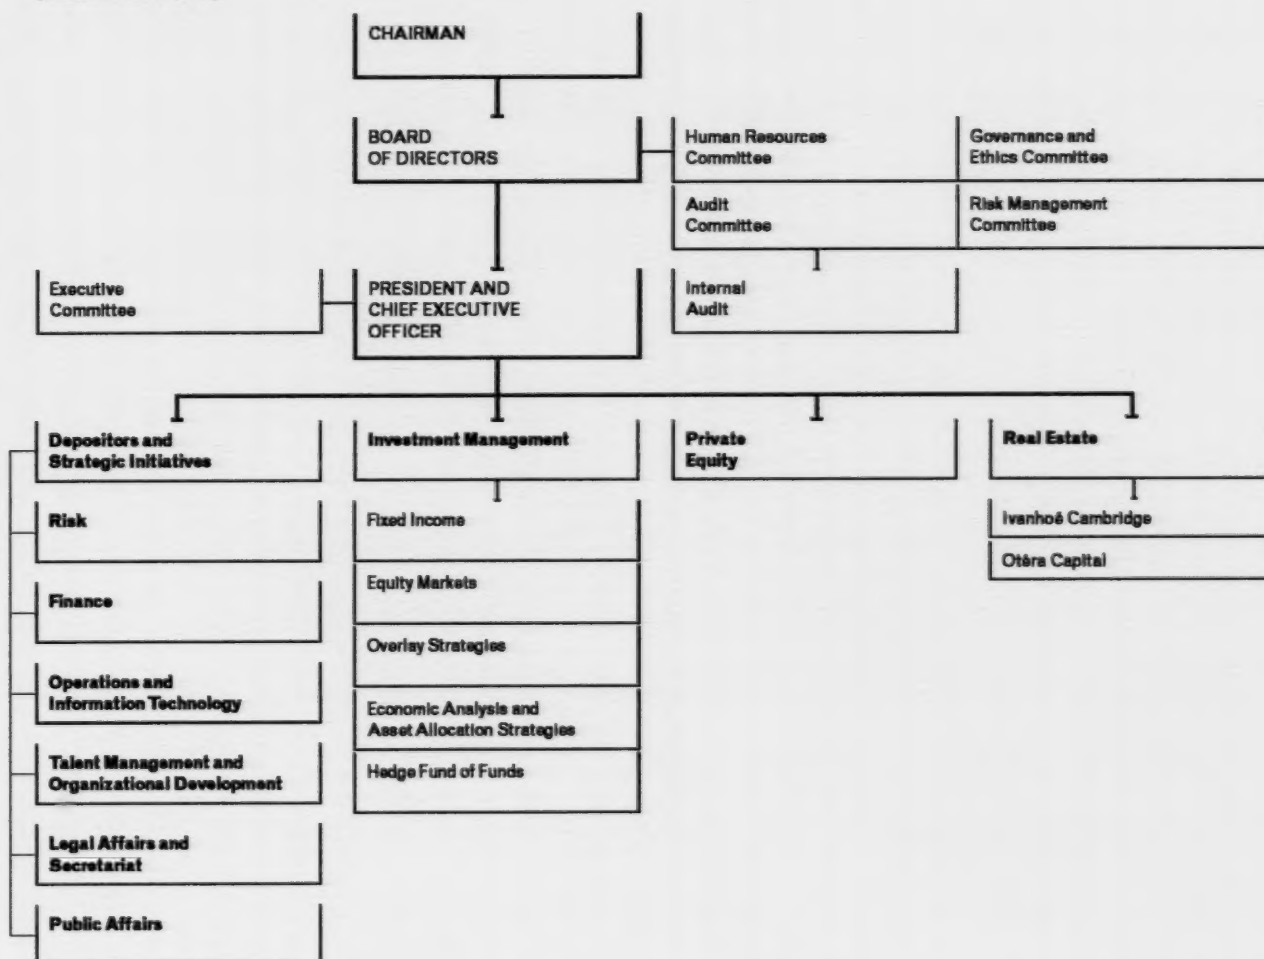 CHAIRMAN
BOARD
OF DIRECTORS
Human Resources
Committee
Governance and
Ethics Committee
Audit
Committee
Risk Management
Committee
Executive
Committee
PRESIDENT AND
CHIEF EXECUTIVE
OFFICER
Internal
Audit
Depositors and
Strategic Initiatives
Risk
Finance
Operations and
Information Technology
Talent Management and
Organizational Development
Legal Affairs and
Secretariat
Public Affairs
Investment Management
Fixed Income
Equity Markets
Overlay Strategies
Economic Analysis and
Asset Allocation Strategies
Hedge Fund of Funds
Private
Equity
Real Estate
Ivanhoé Cambridge
Otéra Capital